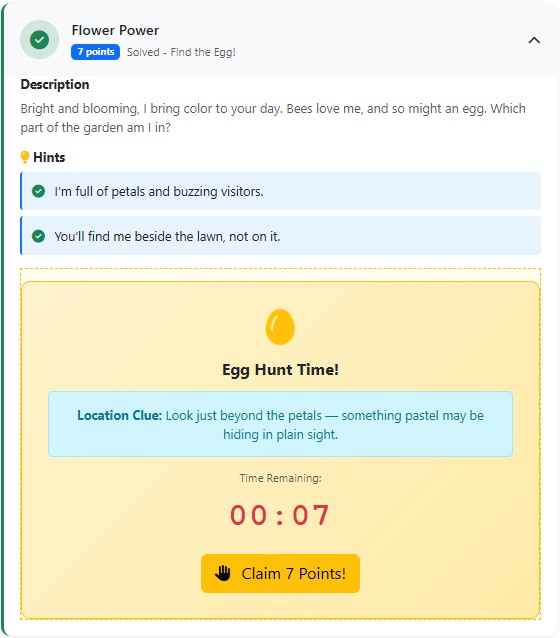 Flower Power
7 points Solved - Find the Egg!
Description
Bright and blooming, I bring color to your day. Bees love me, and so might an egg. Which
part of the garden am I in?
Hints
I'm full of petals and buzzing visitors.
You'll find me beside the lawn, not on it.
Egg Hunt Time!
Location Clue: Look just beyond the petals — something pastel may be
hiding in plain sight.
Time Remaining:
00:07
Claim 7 Points!